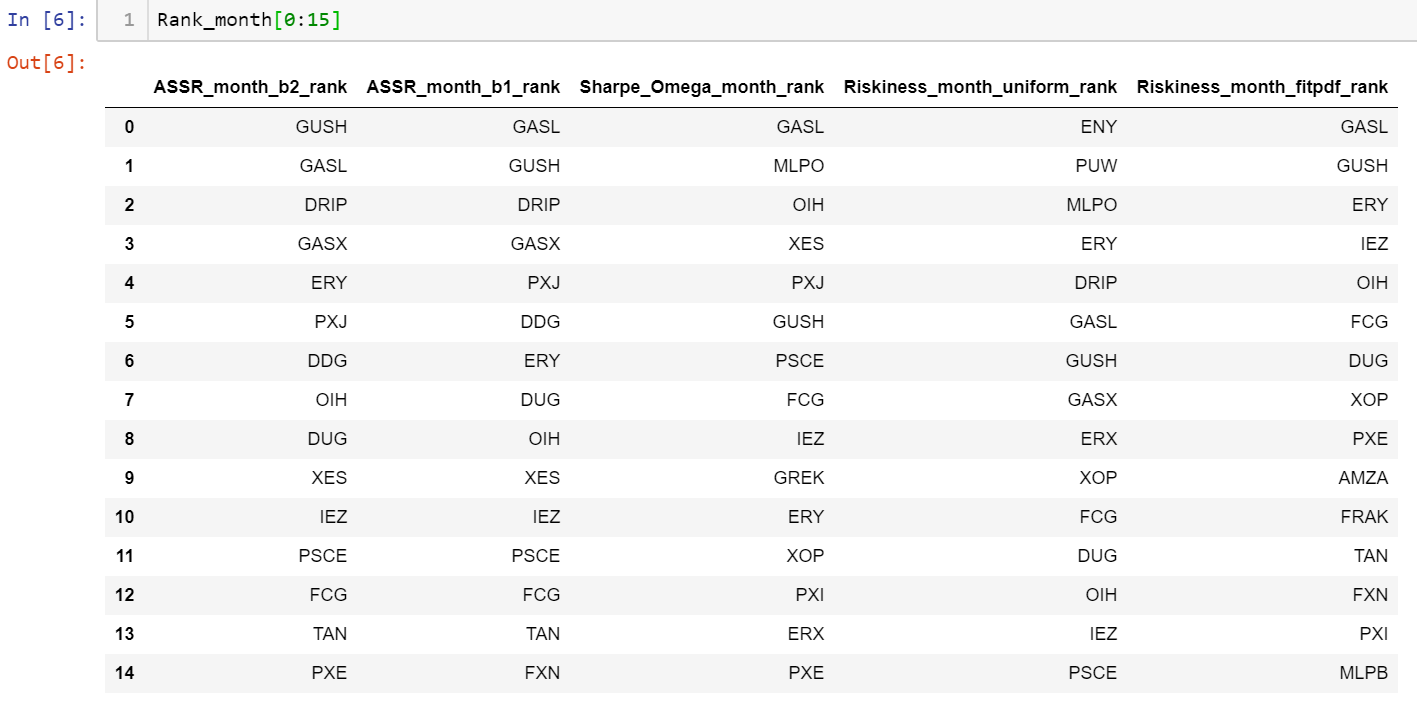 In [6]: 1 Rank_month[0:15]
Out[6]:
ASSR_month_b2_rank ASSR_month_b1_rank Sharpe_Omega_month_rank Riskiness_month_uniform_rank Riskiness_month_fitpdf_rank
0 GUSH GASL GASL ENY GASL
1 GASL GUSH MLPO PUW GUSH
2 DRIP DRIP OIH MLPO ERY
3 GASX GASX XES ERY IEZ
4 ERY PXJ PXJ DRIP OIH
5 PXJ DDG GUSH GASL FCG
6 DDG ERY PSCE GUSH DUG
7 OIH DUG FCG GASX XOP
8 DUG OIH IEZ ERX PXE
9 XES XES GREK XOP AMZA
10 IEZ IEZ ERY FCG FRAK
11 PSCE PSCE XOP DUG TAN
12 FCG FCG PXI OIH FXN
13 TAN TAN ERX IEZ PXI
14 PXE FXN PXE PSCE MLPB